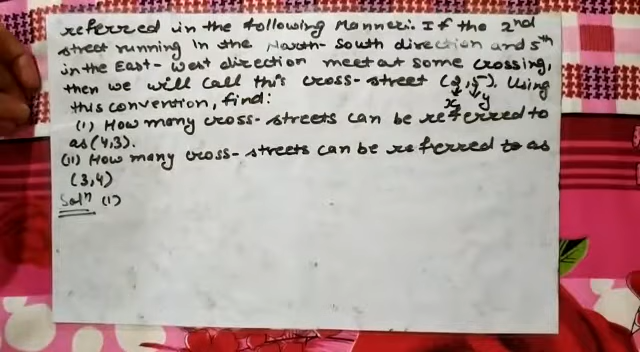 referred in the following Manner:. If the 2nd
street running in the North- South direction and 5th
in the East- West direction meet at some crossing,
then we will call this cross-street (2,5). Using
x y
this convention, find:
(i) How many cross-streets can be referred to
as (4,3).
(ii) How many cross-streets can be referred to as
(3,4)
Soln (i)